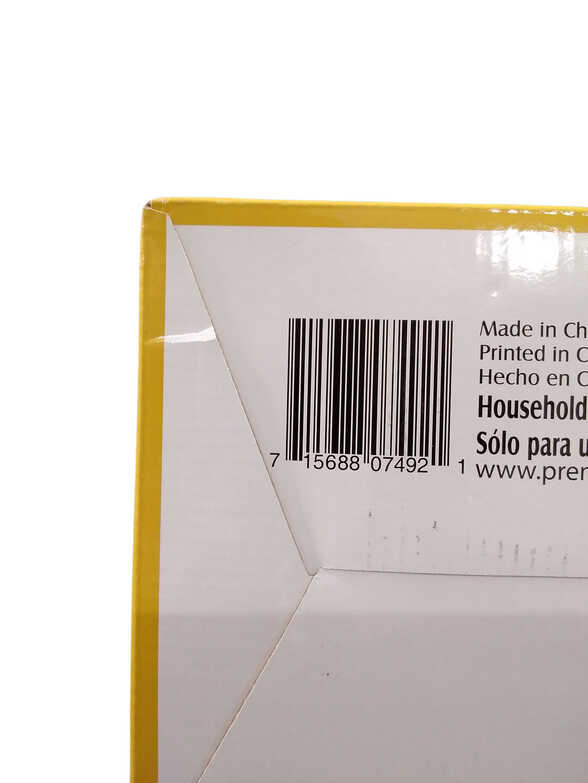 7 15688 07492 1
Made in Ch
Printed in C
Hecho en C
Household
Sólo para u
www.pren